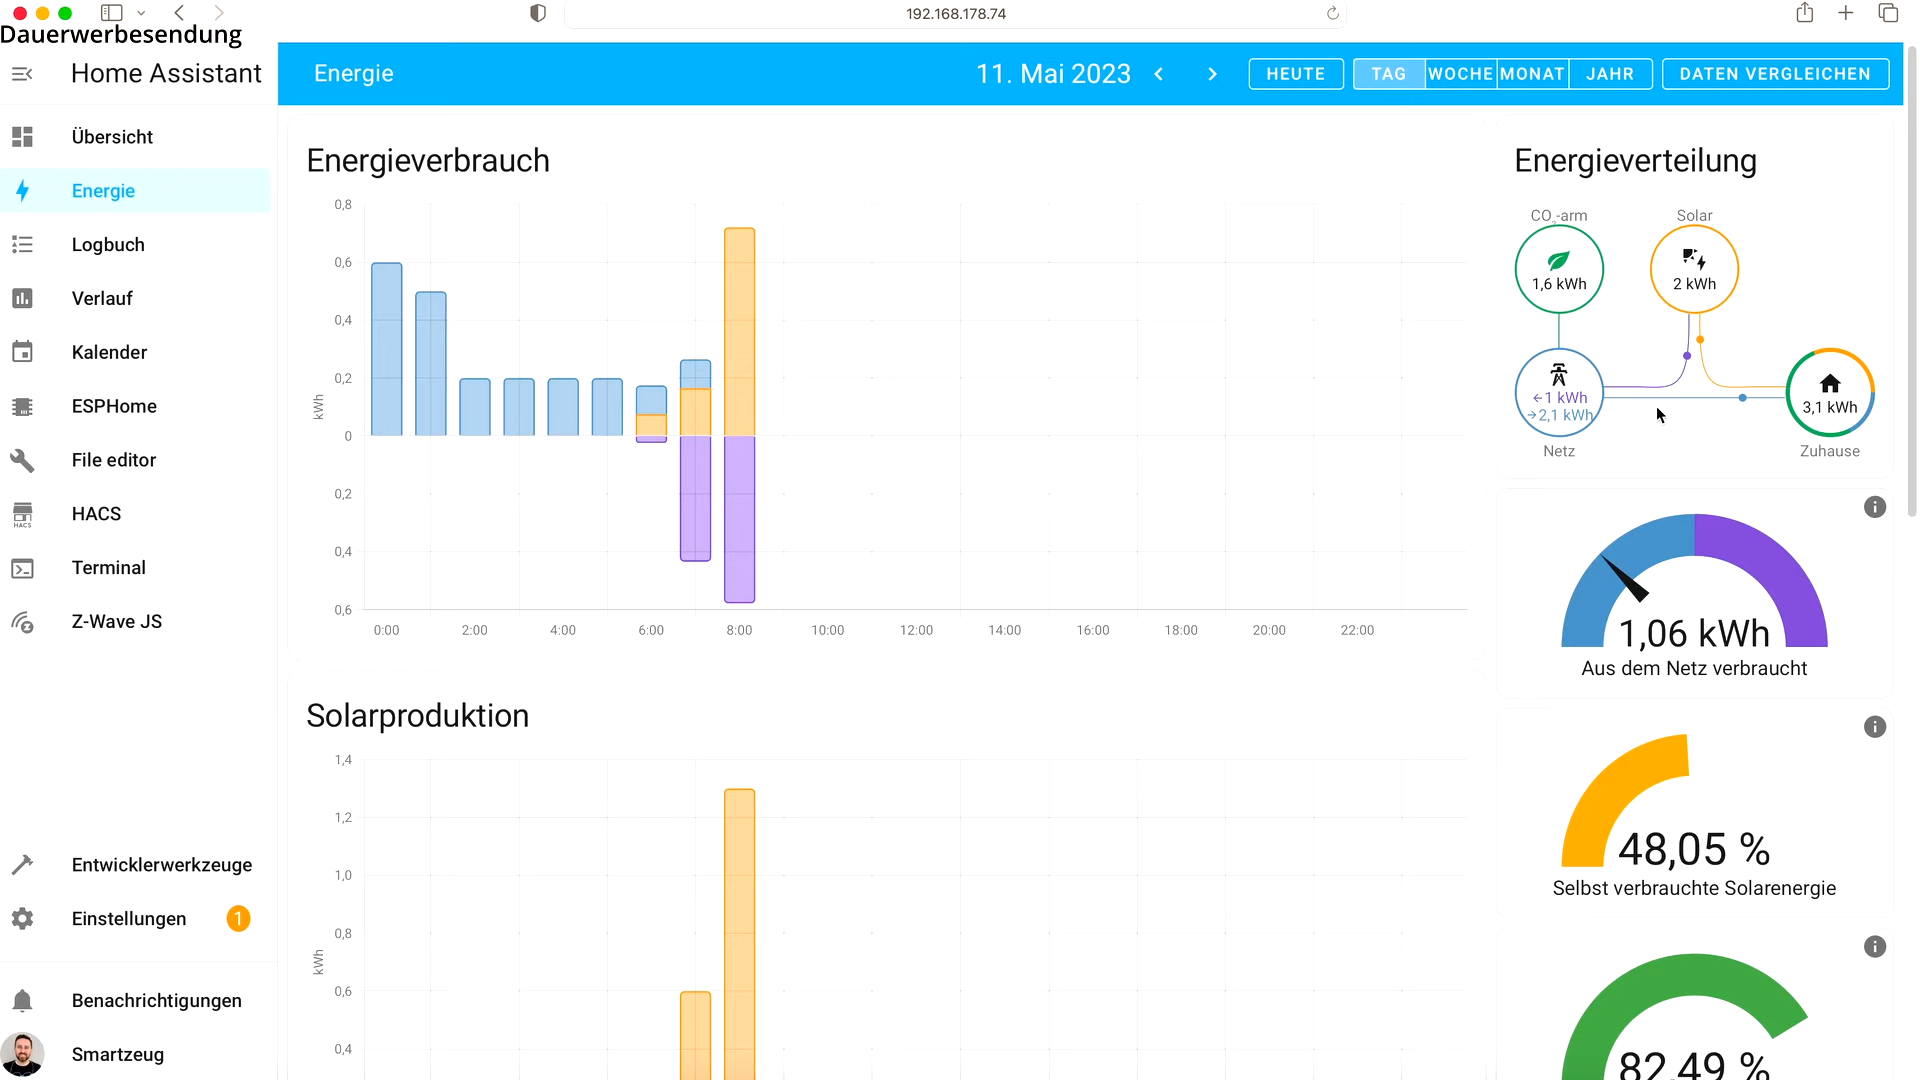 192.168.178.74
Dauerwerbesendung
Home Assistant
Energie
11. Mai 2023
HEUTE
TAG
WOCHE
MONAT
JAHR
DATEN VERGLEICHEN
Übersicht
Energie
Logbuch
Verlauf
Kalender
ESPHome
File editor
HACS
HACS
Terminal
Z-Wave JS
Entwicklerwerkzeuge
Einstellungen
1
Benachrichtigungen
Smartzeug
Energieverbrauch
0,8
0,6
0,4
0,2
0
0,2
0,4
0,6
kWh
0:00
2:00
4:00
6:00
8:00
10:00
12:00
14:00
16:00
18:00
20:00
22:00
Solarproduktion
1,4
1,2
1,0
0,8
0,6
0,4
kWh
Energieverteilung
CO₂-arm
Solar
1,6 kWh
2 kWh
←1 kWh
→2,1 kWh
3,1 kWh
Netz
Zuhause
1,06 kWh
Aus dem Netz verbraucht
48,05 %
Selbst verbrauchte Solarenergie
82,49 %